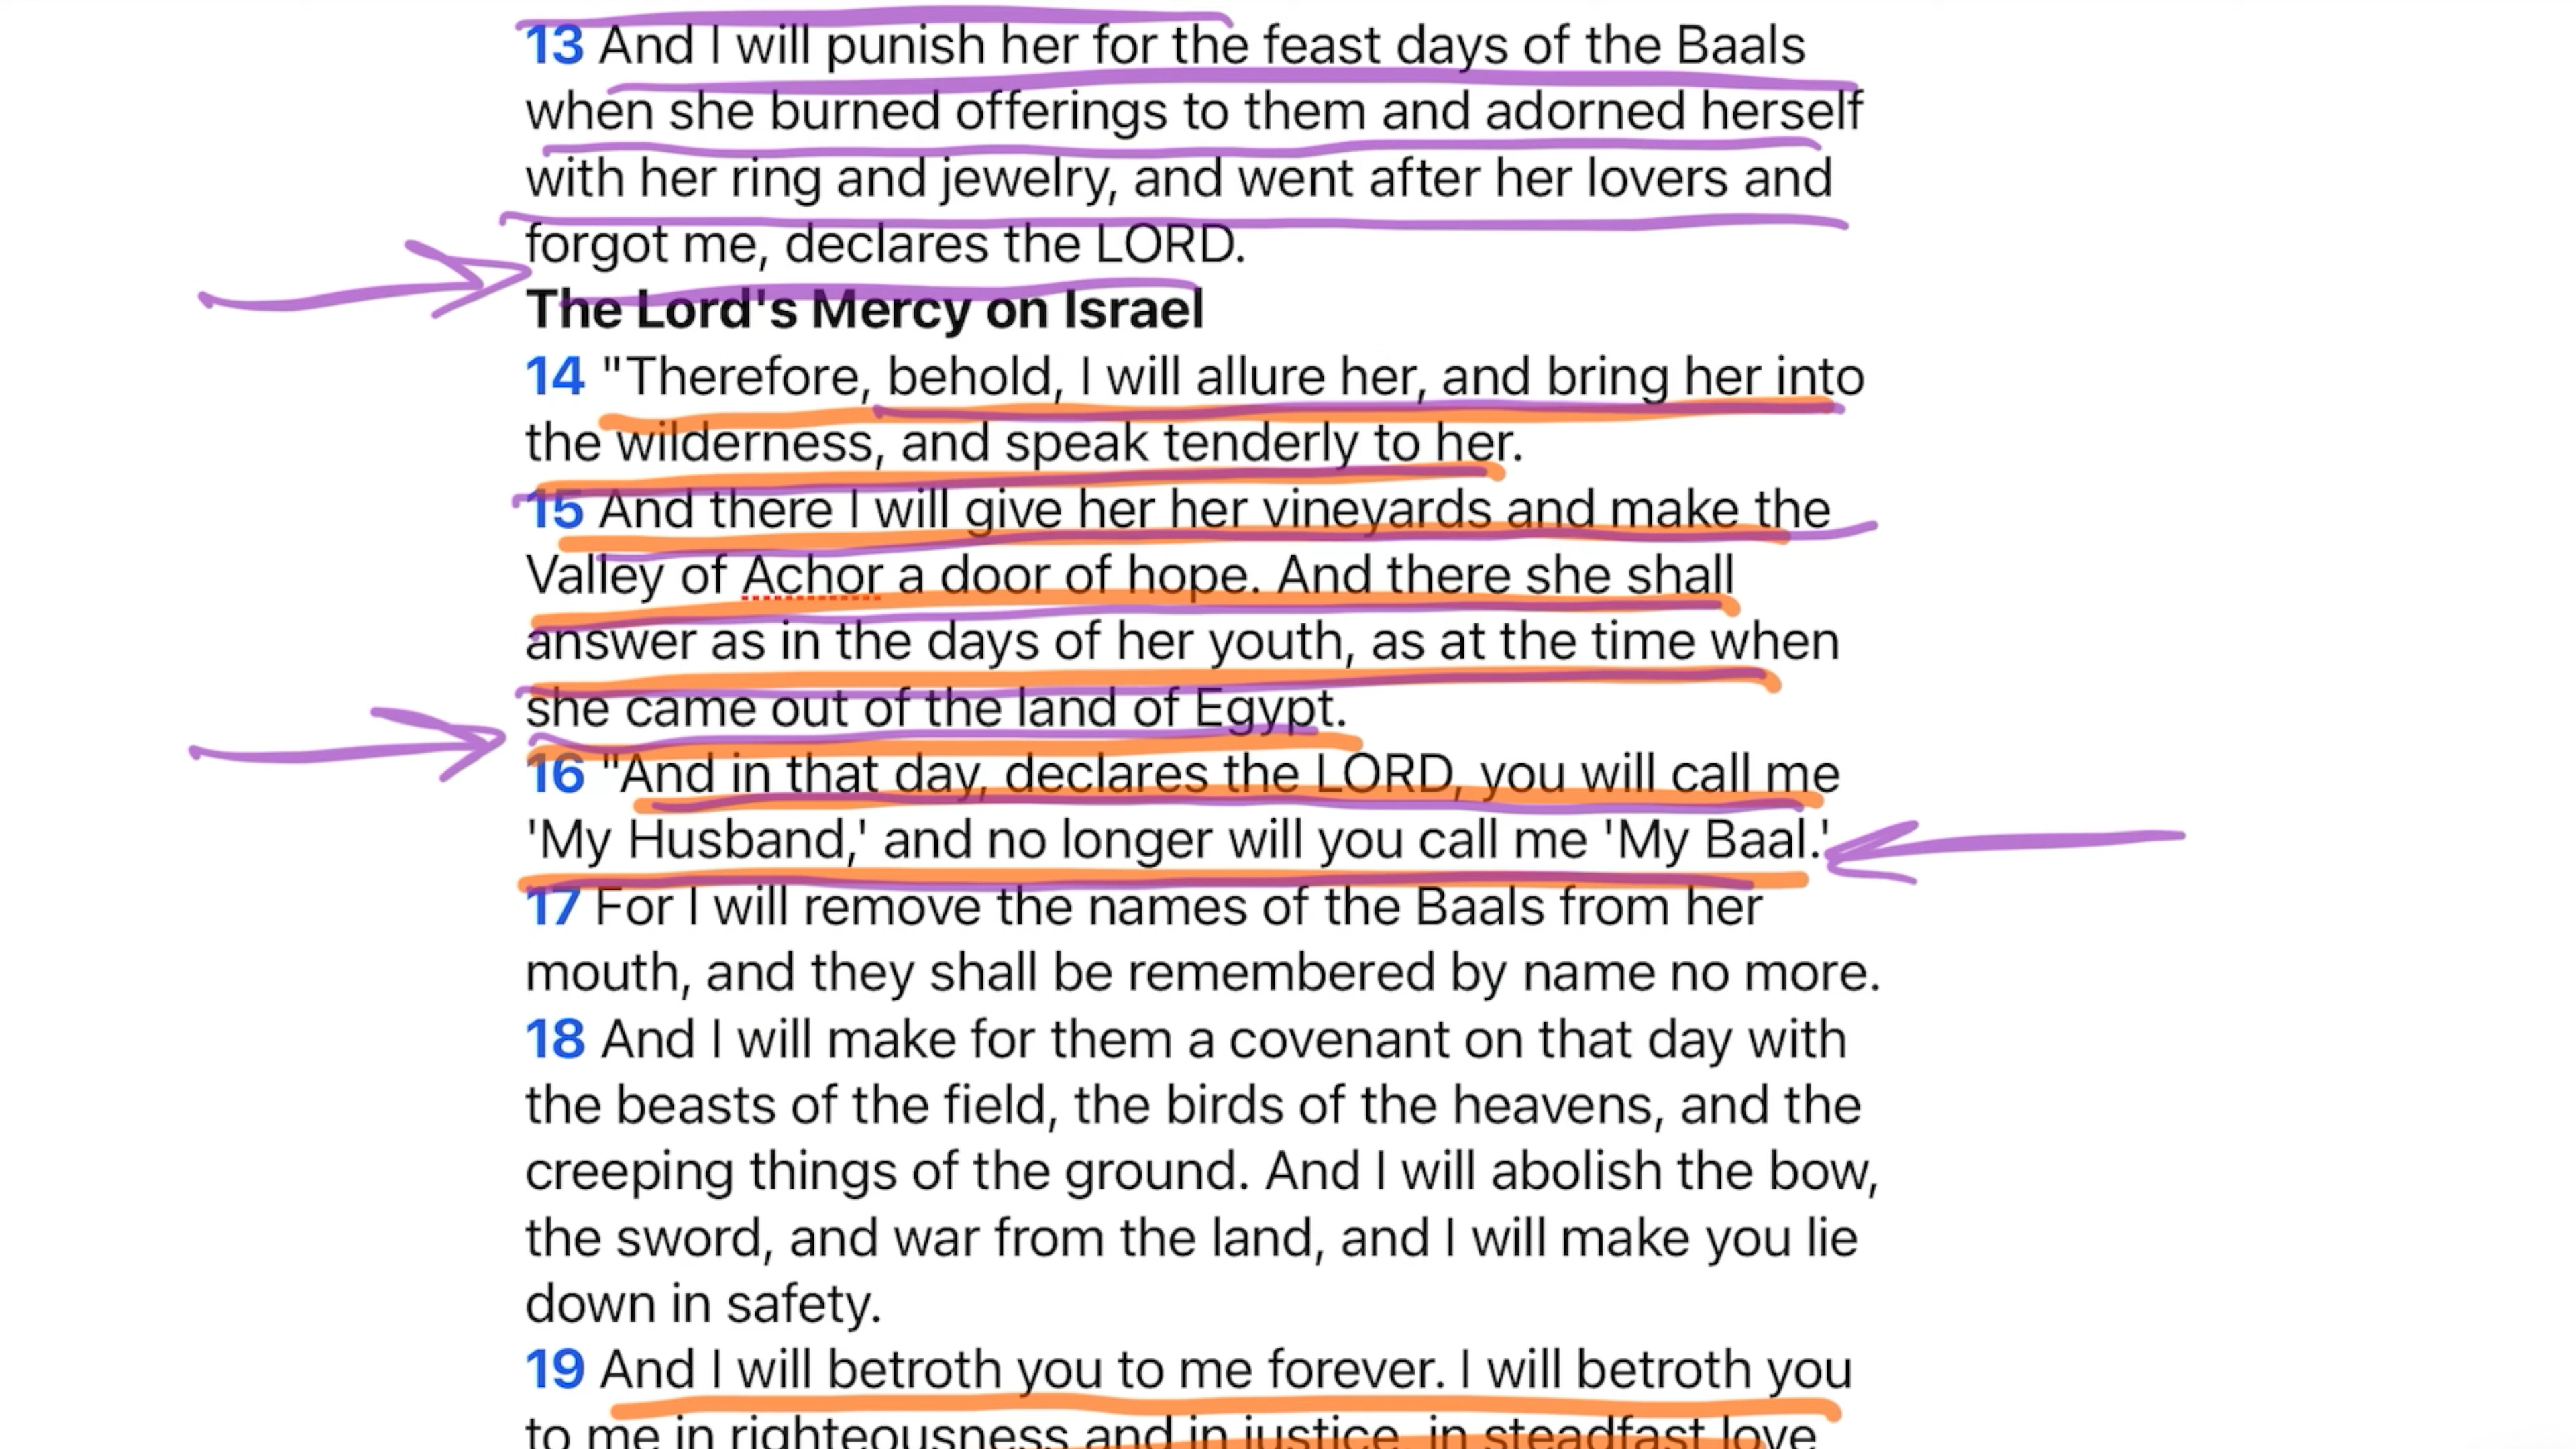 13 And I will punish her for the feast days of the Baals
when she burned offerings to them and adorned herself
with her ring and jewelry, and went after her lovers and
forgot me, declares the LORD.
The Lord's Mercy on Israel
14 "Therefore, behold, I will allure her, and bring her into
the wilderness, and speak tenderly to her.
15 And there I will give her her vineyards and make the
Valley of Achor a door of hope. And there she shall
answer as in the days of her youth, as at the time when
she came out of the land of Egypt.
16 "And in that day, declares the LORD, you will call me
'My Husband,' and no longer will you call me 'My Baal.'
17 For I will remove the names of the Baals from her
mouth, and they shall be remembered by name no more.
18 And I will make for them a covenant on that day with
the beasts of the field, the birds of the heavens, and the
creeping things of the ground. And I will abolish the bow,
the sword, and war from the land, and I will make you lie
down in safety.
19 And I will betroth you to me forever. I will betroth you
to me in righteousness and in justice, in steadfast love